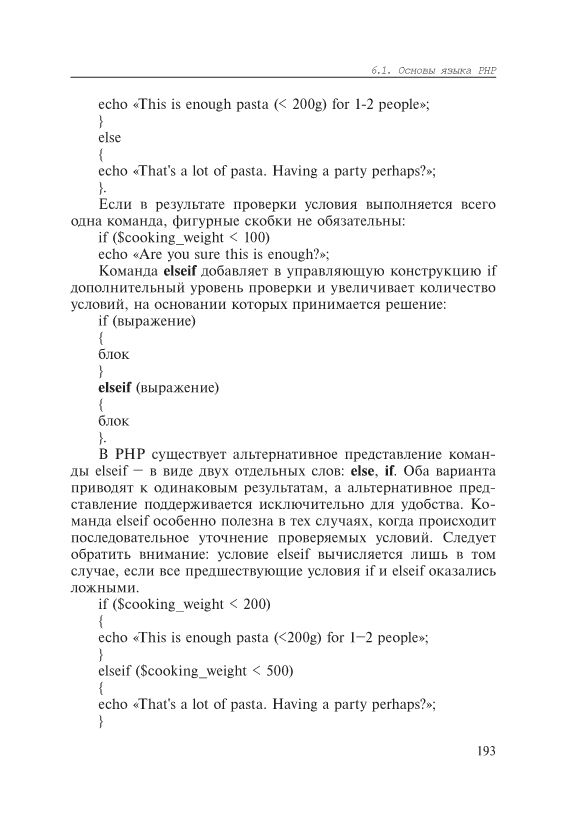 6.1. Основы языка PHP
echo «This is enough pasta (< 200g) for 1-2 people»;
}
else
{
echo «That's a lot of pasta. Having a party perhaps?»;
}.
Если в результате проверки условия выполняется всего
одна команда, фигурные скобки не обязательны:
if ($cooking_weight < 100)
echo «Are you sure this is enough?»;
Команда elseif добавляет в управляющую конструкцию if
дополнительный уровень проверки и увеличивает количество
условий, на основании которых принимается решение:
if (выражение)
{
блок
}
elseif (выражение)
{
блок
}.
В PHP существует альтернативное представление коман-
ды elseif — в виде двух отдельных слов: else, if. Оба варианта
приводят к одинаковым результатам, а альтернативное пред-
ставление поддерживается исключительно для удобства. Ко-
манда elseif особенно полезна в тех случаях, когда происходит
последовательное уточнение проверяемых условий. Следует
обратить внимание: условие elseif вычисляется лишь в том
случае, если все предшествующие условия if и elseif оказались
ложными.
if ($cooking_weight < 200)
{
echo «This is enough pasta (<200g) for 1–2 people»;
}
elseif ($cooking_weight < 500)
{
echo «That's a lot of pasta. Having a party perhaps?»;
}
193